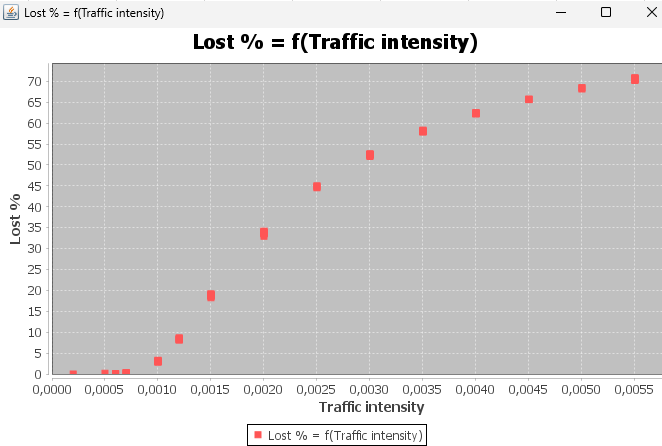 Lost % = f(Traffic intensity)
Lost % = f(Traffic intensity)
Lost %
70
65
60
55
50
45
40
35
30
25
20
15
10
5
0
0,0000 0,0005 0,0010 0,0015 0,0020 0,0025 0,0030 0,0035 0,0040 0,0045 0,0050 0,0055
Traffic intensity
Lost % = f(Traffic intensity)